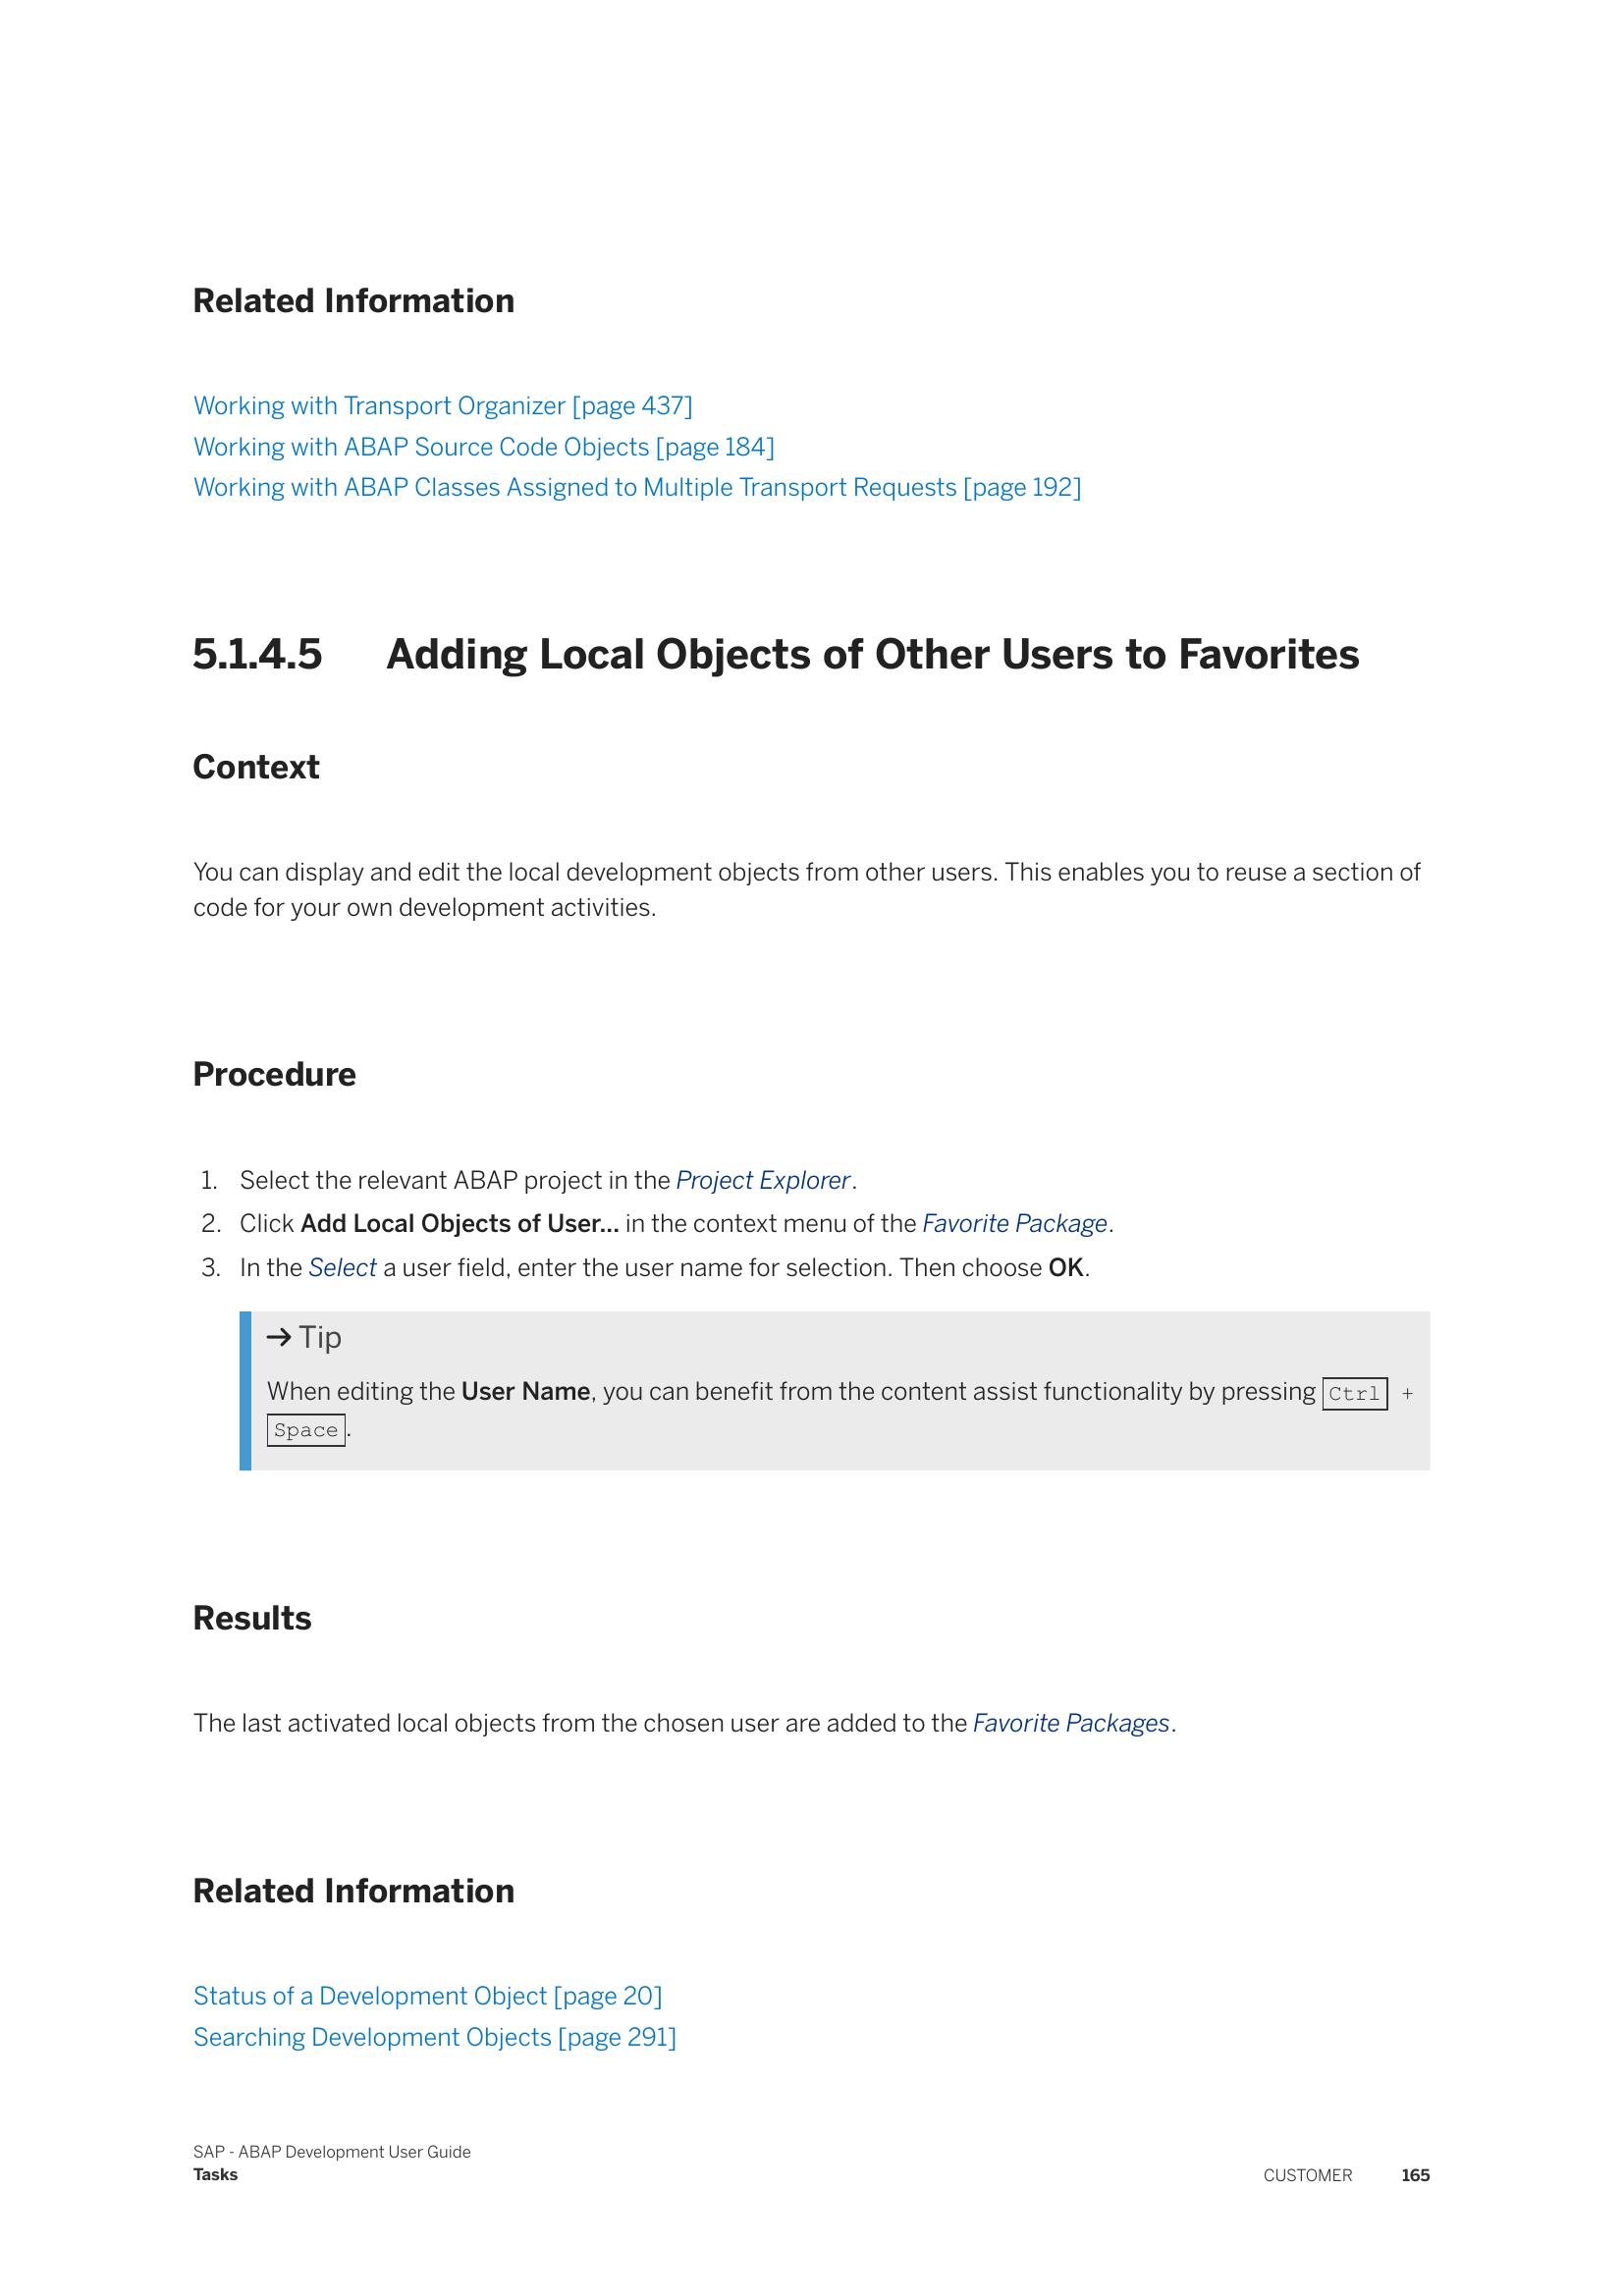 Related Information
Working with Transport Organizer [page 437]
Working with ABAP Source Code Objects [page 184]
Working with ABAP Classes Assigned to Multiple Transport Requests [page 192]
5.1.4.5 Adding Local Objects of Other Users to Favorites
Context
You can display and edit the local development objects from other users. This enables you to reuse a section of
code for your own development activities.
Procedure
1. Select the relevant ABAP project in the Project Explorer.
2. Click Add Local Objects of User... in the context menu of the Favorite Package.
3. In the Select a user field, enter the user name for selection. Then choose OK.
→ Tip
When editing the User Name, you can benefit from the content assist functionality by pressing Ctrl +
Space.
Results
The last activated local objects from the chosen user are added to the Favorite Packages.
Related Information
Status of a Development Object [page 20]
Searching Development Objects [page 291]
SAP - ABAP Development User Guide
Tasks
CUSTOMER 165